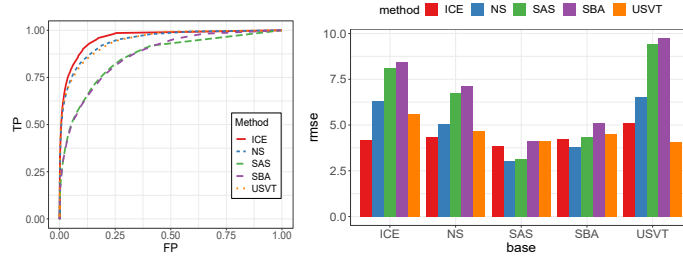 1.00
0.75
0.50
0.25
0.00
TP
0.00 0.25 0.50 0.75 1.00
FP
Method
ICE
NS
SAS
SBA
USVT
method ICE NS SAS SBA USVT
10.0
7.5
5.0
2.5
0.0
rmse
ICE NS SAS SBA USVT
base